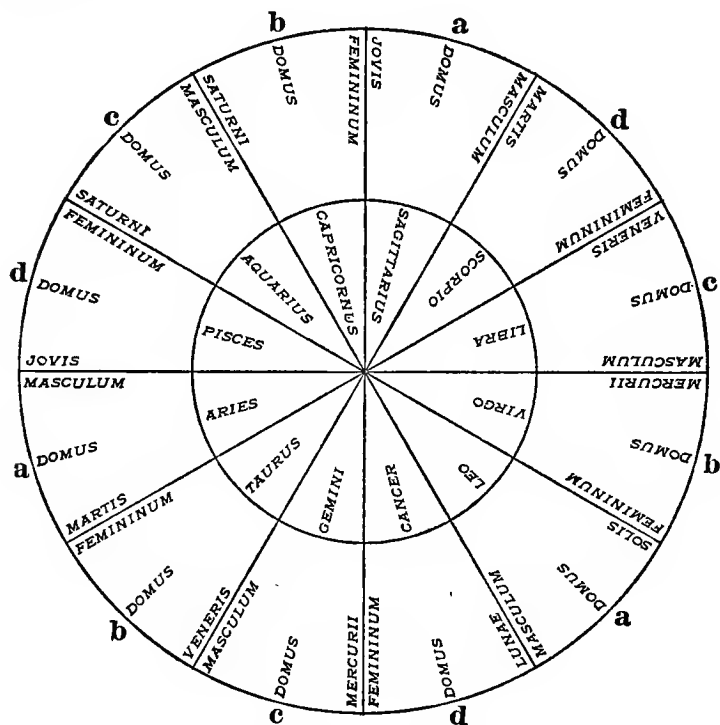 a
JOVIS
DOMUS
MASCULUM
SAGITTARIUS
d
MARTIS
DOMUS
FEMININUM
SCORPIO
c
VENERIS
DOMUS
MASCULUM
LIBRA
b
MERCURII
DOMUS
FEMININUM
VIRGO
a
SOLIS
DOMUS
MASCULUM
LEO
d
LUNAE
DOMUS
FEMININUM
CANCER
c
MERCURII
DOMUS
MASCULUM
GEMINI
b
VENERIS
DOMUS
FEMININUM
TAURUS
a
MARTIS
DOMUS
MASCULUM
ARIES
d
JOVIS
DOMUS
FEMININUM
PISCES
c
SATURNI
DOMUS
MASCULUM
AQUARIUS
b
SATURNI
DOMUS
FEMININUM
CAPRICORNUS